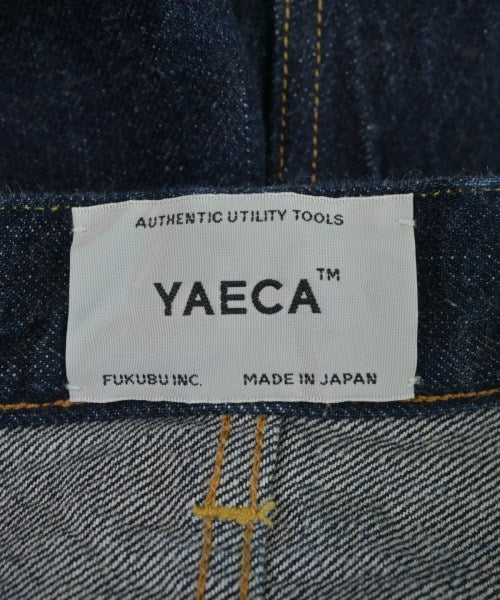 AUTHENTIC UTILITY TOOLS
YAECA™
FUKUBU INC. MADE IN JAPAN